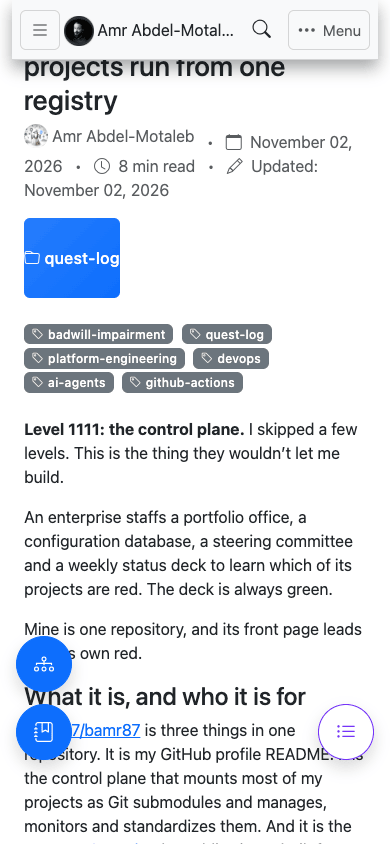 Amr Abdel-Motal...
Menu
projects run from one
registry
Amr Abdel-Motaleb • November 02,
2026 • 8 min read • Updated:
November 02, 2026
quest-log
badwill-impairment quest-log
platform-engineering devops
ai-agents github-actions
Level 1111: the control plane. I skipped a few
levels. This is the thing they wouldn’t let me
build.
An enterprise staffs a portfolio office, a
configuration database, a steering committee
and a weekly status deck to learn which of its
projects are red. The deck is always green.
Mine is one repository, and its front page leads
own red.
What it is, and who it is for
7/bamr87 is three things in one
repository. It is my GitHub profile README.
the control plane that mounts most of my
projects as Git submodules and manages,
monitors and standardizes them. And it is the